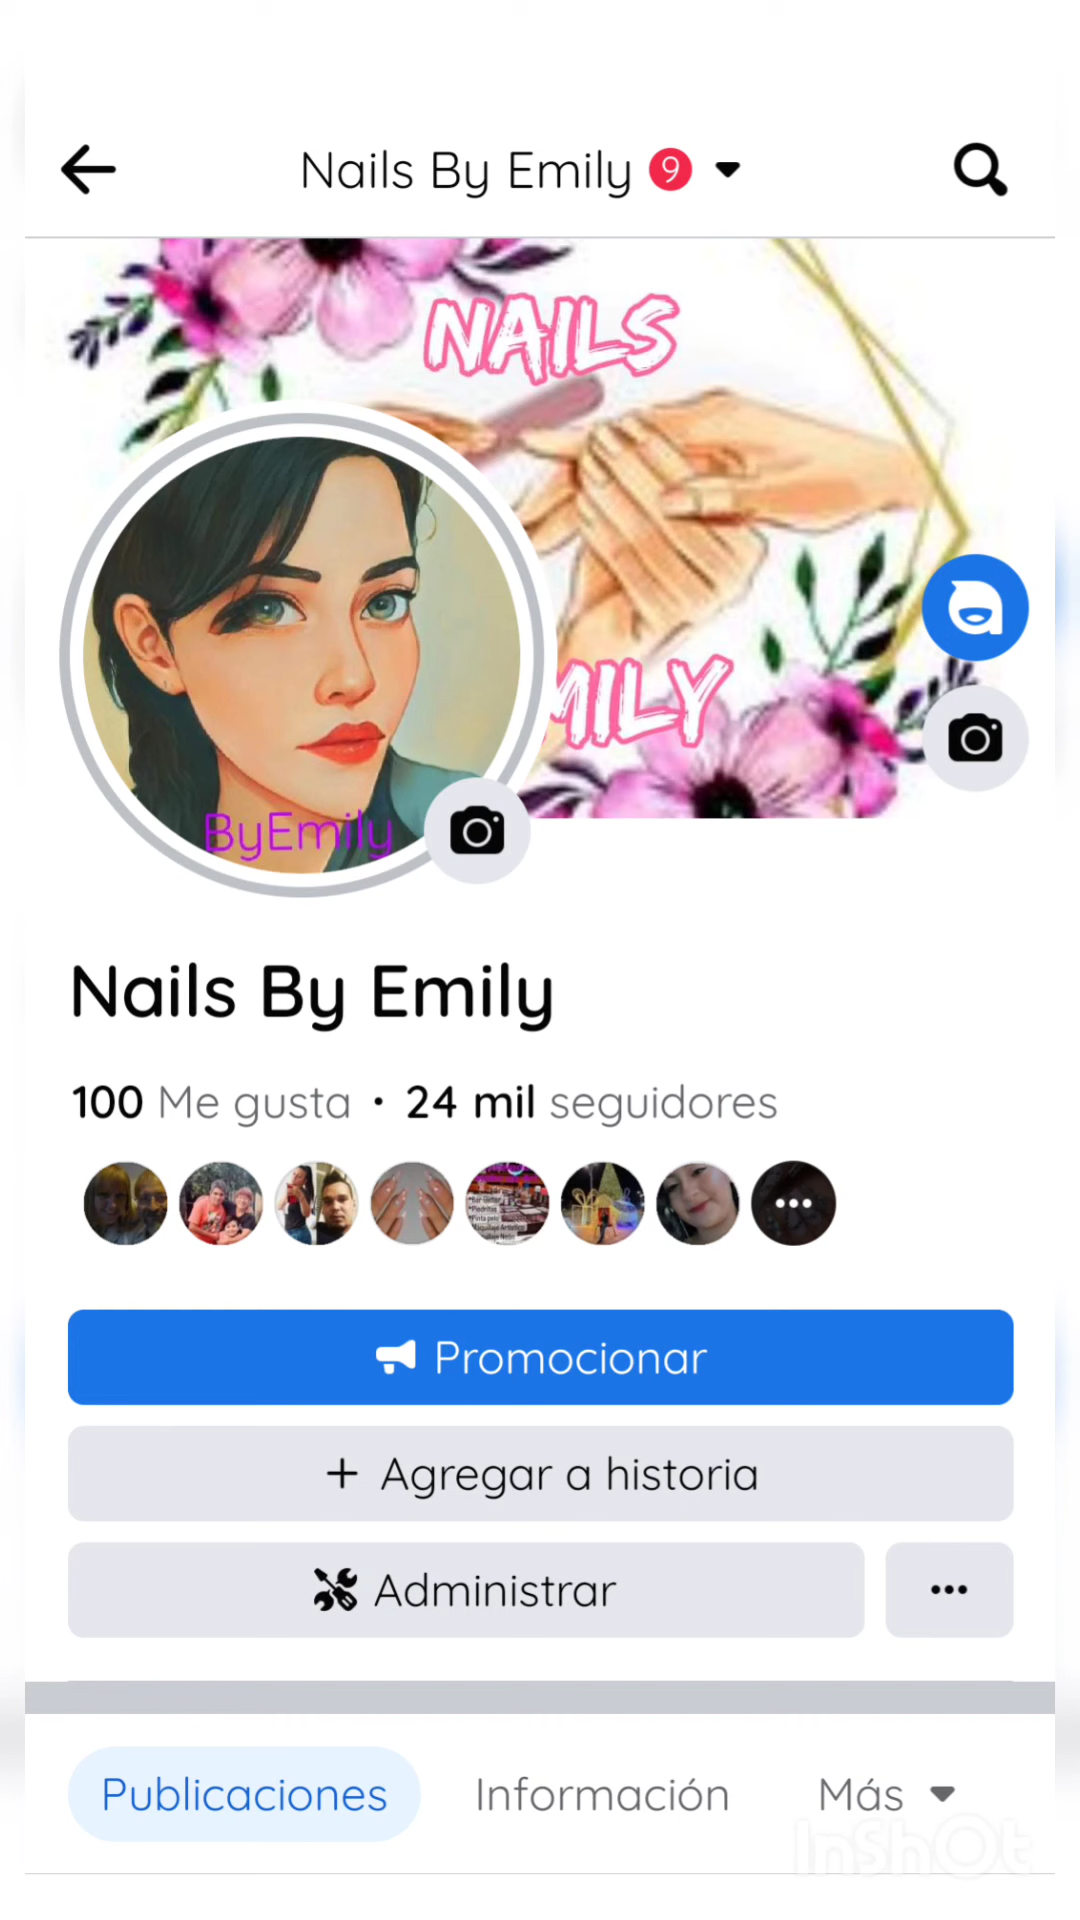 Nails By Emily 9
NAILS
MILY
ByEmily
Nails By Emily
100 Me gusta · 24 mil seguidores
Promocionar
+ Agregar a historia
Administrar
Publicaciones Información Más
InShOt